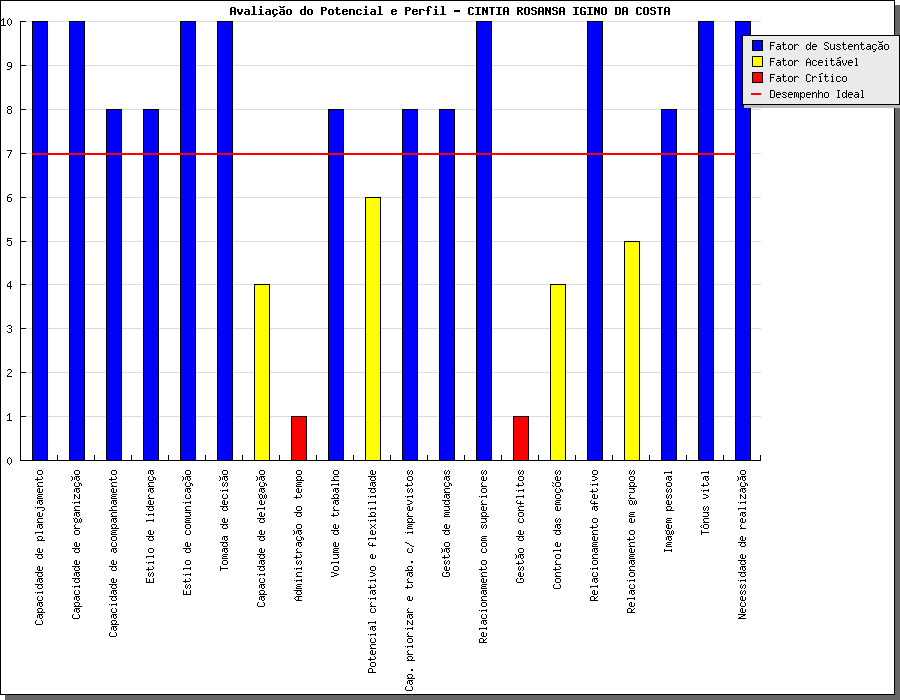 Avaliação do Potencial e Perfil - CINTIA ROSANSA IGINO DA COSTA
Fator de Sustentação
Fator Aceitável
Fator Crítico
Desempenho Ideal
10
9
8
7
6
5
4
3
2
1
0
Capacidade de planejamento
Capacidade de organização
Capacidade de acompanhamento
Estilo de liderança
Estilo de comunicação
Tomada de decisão
Capacidade de delegação
Administração do tempo
Volume de trabalho
Potencial criativo e flexibilidade
Cap. priorizar e trab. c/ imprevistos
Gestão de mudanças
Relacionamento com superiores
Gestão de conflitos
Controle das emoções
Relacionamento afetivo
Relacionamento em grupos
Imagem pessoal
Tônus vital
Necessidade de realização